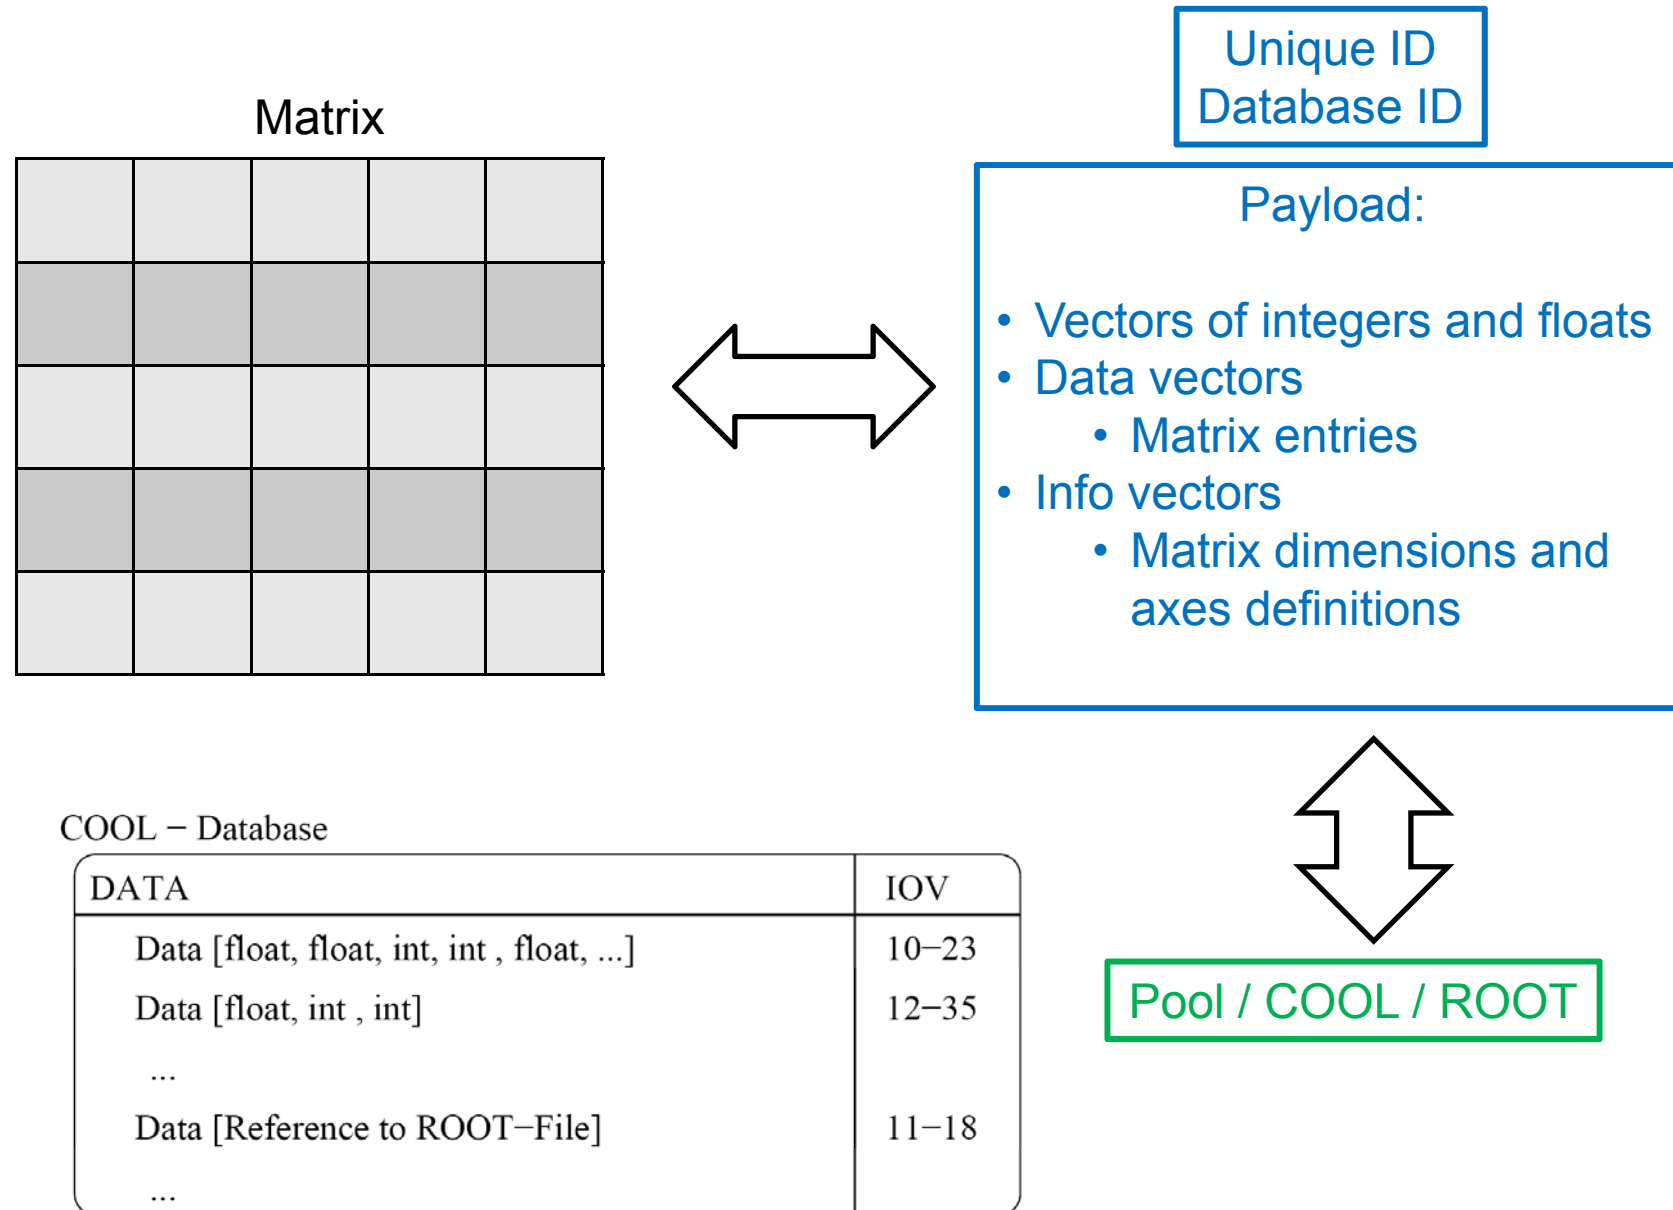 Matrix
Unique ID
Database ID
Payload:
• Vectors of integers and floats
• Data vectors
• Matrix entries
• Info vectors
• Matrix dimensions and
axes definitions
Pool / COOL / ROOT
COOL − Database
DATA IOV
Data [float, float, int, int , float, ...] 10−23
Data [float, int , int] 12−35
...
Data [Reference to ROOT−File] 11−18
...